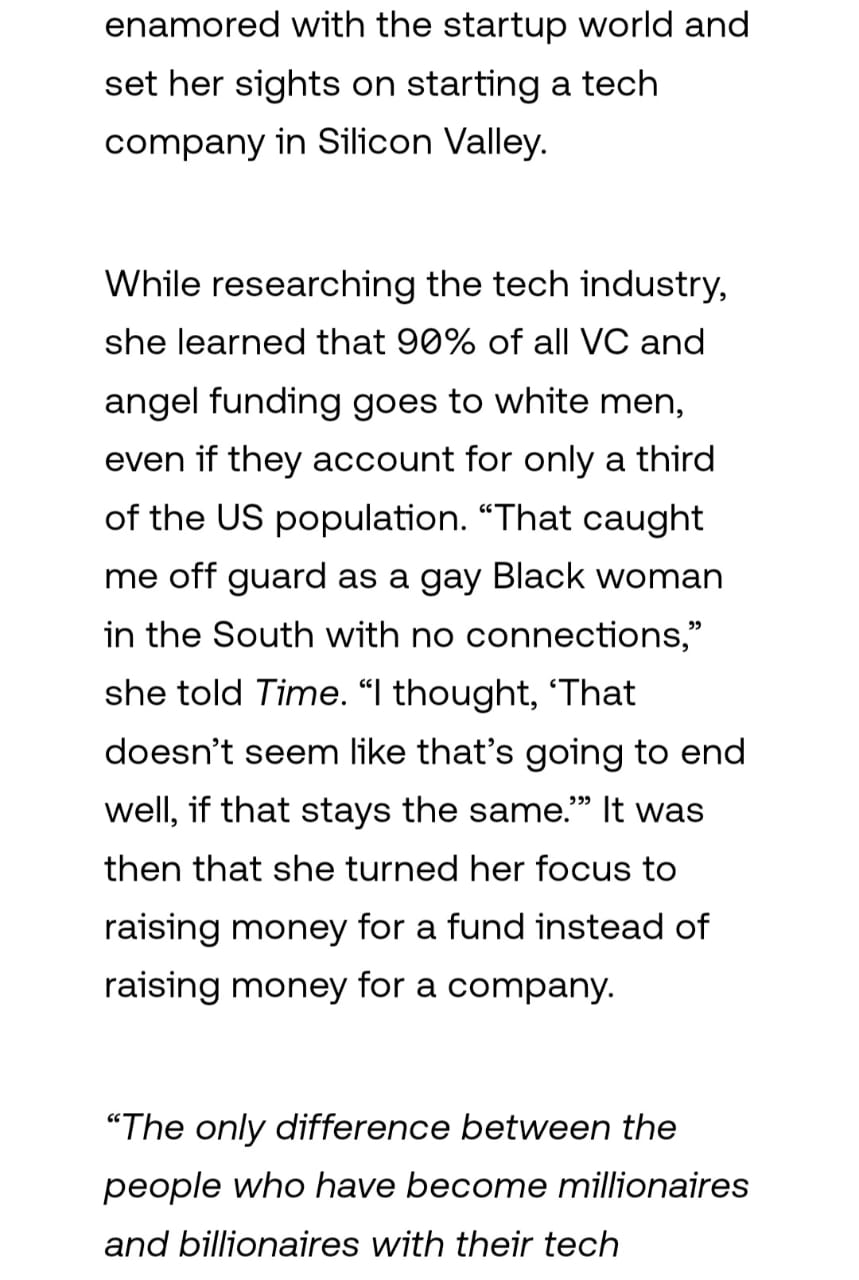 enamored with the startup world and
set her sights on starting a tech
company in Silicon Valley.
While researching the tech industry,
she learned that 90% of all VC and
angel funding goes to white men,
even if they account for only a third
of the US population. “That caught
me off guard as a gay Black woman
in the South with no connections,”
she told Time. “I thought, ‘That
doesn’t seem like that’s going to end
well, if that stays the same.’” It was
then that she turned her focus to
raising money for a fund instead of
raising money for a company.
“The only difference between the
people who have become millionaires
and billionaires with their tech